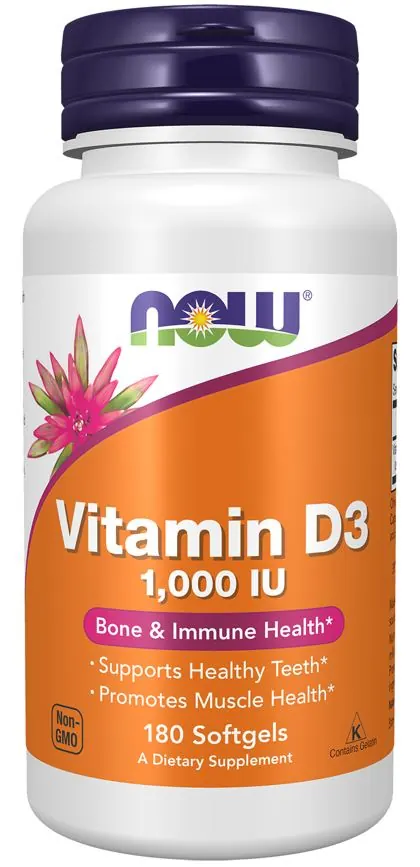 NOW®
Vitamin D3
1,000 IU
Bone & Immune Health*
• Supports Healthy Teeth*
• Promotes Muscle Health*
180 Softgels
A Dietary Supplement
Non-
GMO
K
Contains Gelatin